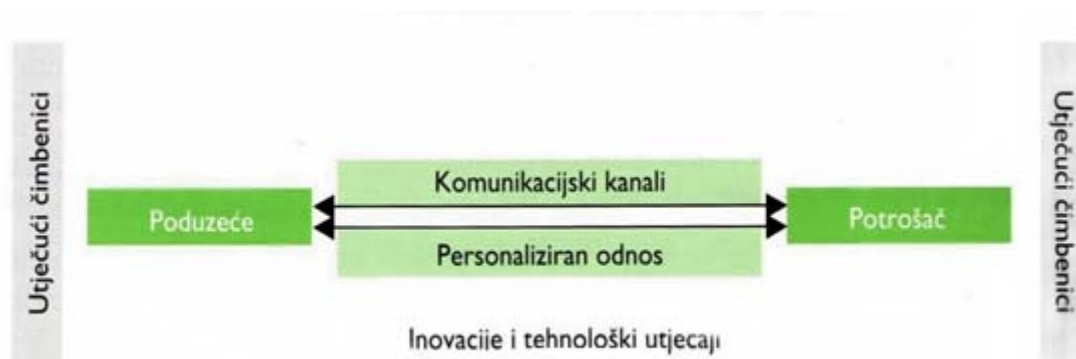 Utječući čimbenici
Komunikacijski kanali
Poduzeće
Potrošač
Personaliziran odnos
Utječući čimbenici
Inovacije i tehnološki utjecaji